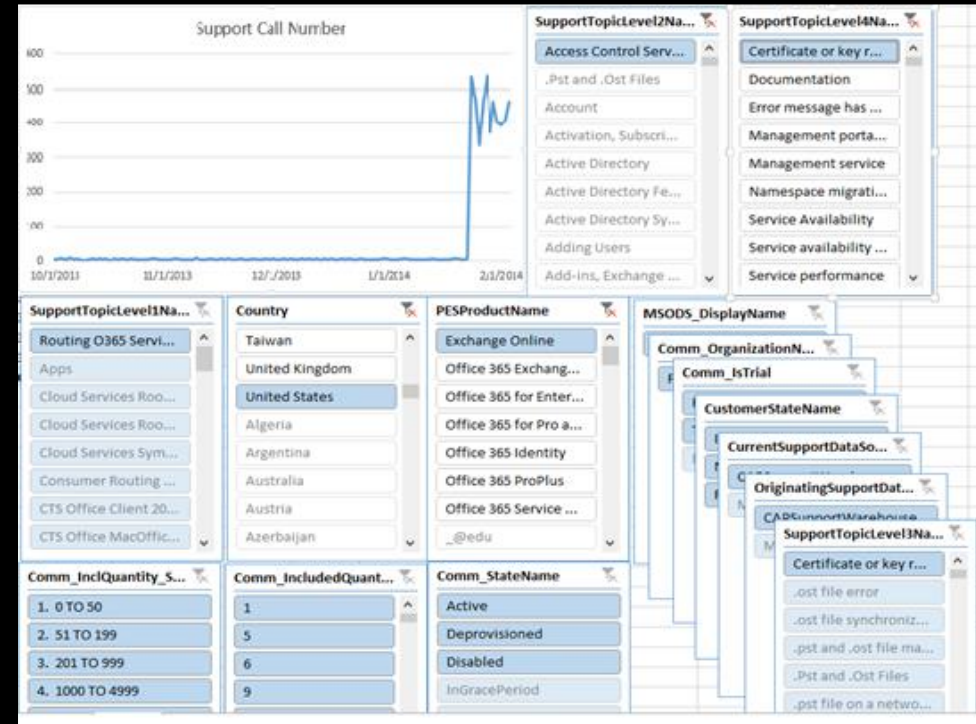 Support Call Number
600
500
400
300
200
100
0
10/1/2013
11/1/2013
12/1/2013
1/1/2014
2/1/2014
SupportTopicLevel2Na...
Access Control Serv...
.Pst and .Ost Files
Account
Activation, Subscri...
Active Directory
Active Directory Fe...
Active Directory Sy...
Adding Users
Add-ins, Exchange ...
SupportTopicLevel4Na...
Certificate or key r...
Documentation
Error message has ...
Management porta...
Management service
Namespace migrati...
Service Availability
Service availability ...
Service performance
SupportTopicLevel1Na...
Routing O365 Servi...
Apps
Cloud Services Roo...
Cloud Services Roo...
Cloud Services Sym...
Consumer Routing ...
CTS Office Client 20...
CTS Office MacOffic...
Country
Taiwan
United Kingdom
United States
Algeria
Argentina
Australia
Austria
Azerbaijan
PESProductName
Exchange Online
Office 365 Exchang...
Office 365 for Enter...
Office 365 for Pro a...
Office 365 Identity
Office 365 ProPlus
Office 365 Service ...
_@edu
MSODS_DisplayName
Comm_OrganizationN...
Comm_IsTrial
CustomerStateName
CurrentSupportDataSo...
OriginatingSupportDat...
CAPSupportWarehouse
SupportTopicLevel3Na...
Certificate or key r...
.ost file error
.ost file synchroniz...
.pst and .ost file ma...
.Pst and .Ost Files
.pst file on a netwo...
Comm_InclQuantity_S...
1. 0 TO 50
2. 51 TO 199
3. 201 TO 999
4. 1000 TO 4999
Comm_IncludedQuant...
1
5
6
9
Comm_StateName
Active
Deprovisioned
Disabled
InGracePeriod